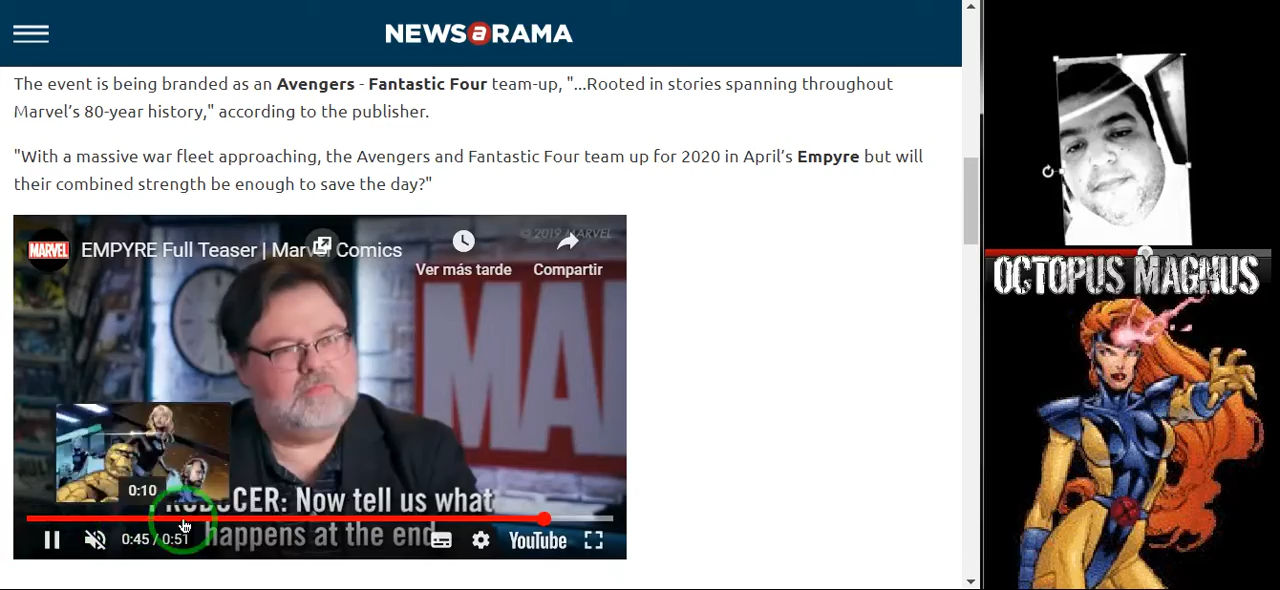 NEWSaRAMA
The event is being branded as an Avengers - Fantastic Four team-up, "...Rooted in stories spanning throughout
Marvel's 80-year history," according to the publisher.
"With a massive war fleet approaching, the Avengers and Fantastic Four team up for 2020 in April's Empyre but will
their combined strength be enough to save the day?"
© 2019 MARVEL
MARVEL
EMPYRE Full Teaser | Marvel Comics
Ver más tarde
Compartir
MA
0:10
Now tell us what
happens at the end
0:45 / 0:51
YouTube
OCTOPUS MAGNUS